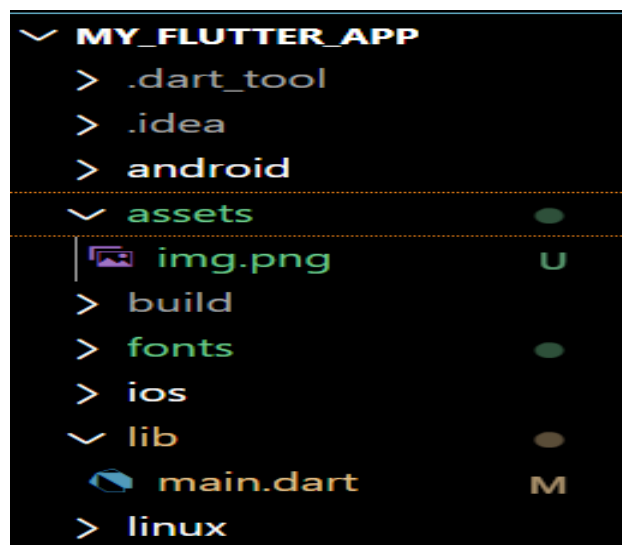 MY_FLUTTER_APP
.dart_tool
.idea
android
assets
img.png U
build
fonts
ios
lib
main.dart M
linux